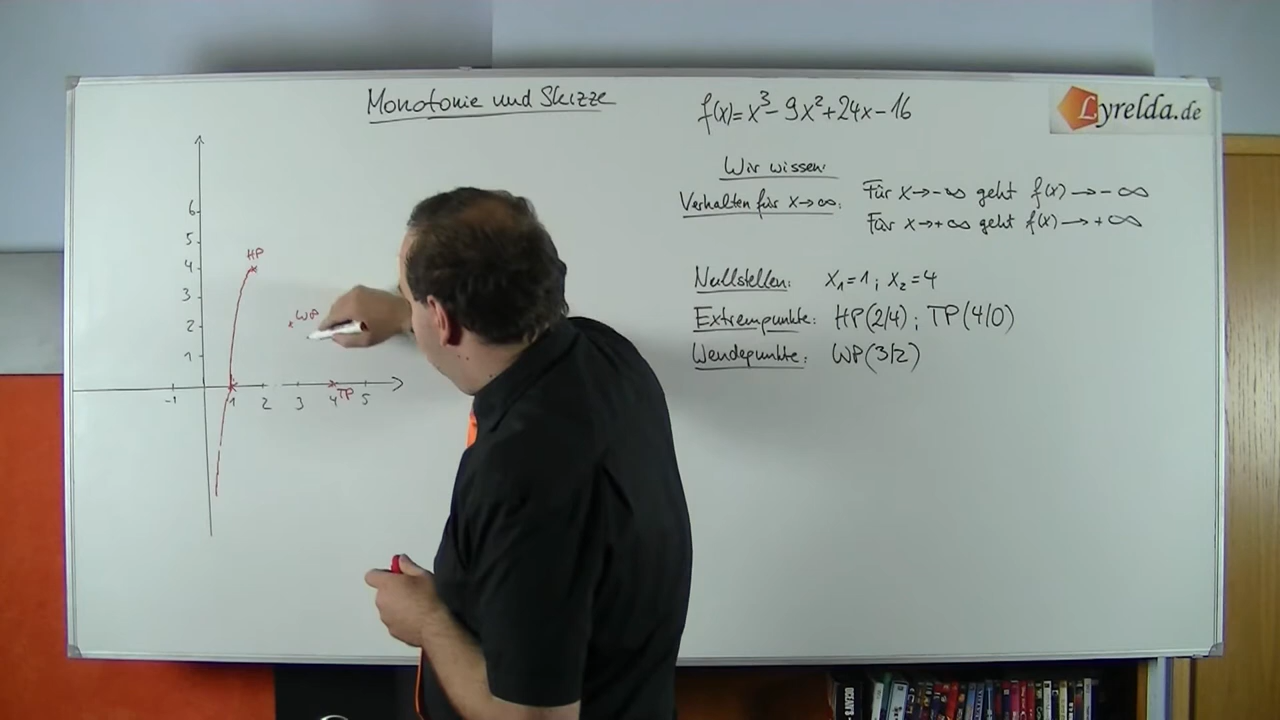 Monotonie und Skizze
f(x)=x³-9x²+24x-16
Lyrelda.de
Wir wissen:
Verhalten für x→∞: Für x→-∞ geht f(x)→-∞
Für x→+∞ geht f(x)→+∞
Nullstellen: x₁=1; x₂=4
Extrempunkte: HP(2/4); TP(4/0)
Wendepunkte: WP(3/2)
6
5
HP
4
3
WP
2
1
-1 1 2 3 4 TP 5